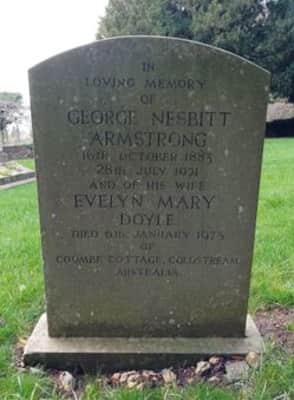 IN
LOVING MEMORY
OF
GEORGE NESBITT
ARMSTRONG
16TH OCTOBER 1883
28TH JULY 1971
AND OF HIS WIFE
EVELYN MARY
DOYLE
DIED 6TH JANUARY 1975
OF
COOMBE COTTAGE, COLDSTREAM,
AUSTRALIA